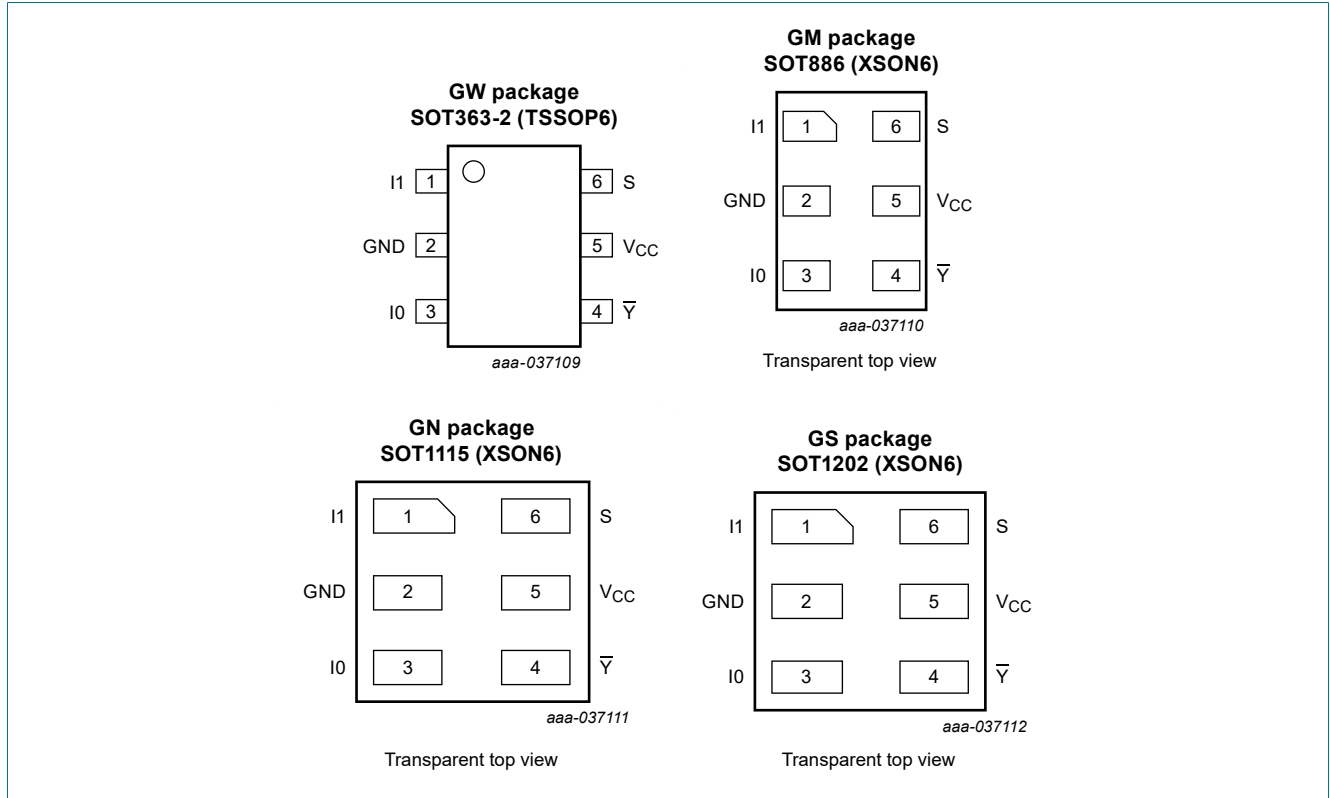 GW package
SOT363-2 (TSSOP6)
I1 1 6 S
GND 2 5 VCC
I0 3 4 Y̅
aaa-037109
GM package
SOT886 (XSON6)
I1 1 6 S
GND 2 5 VCC
I0 3 4 Y̅
aaa-037110
Transparent top view
GN package
SOT1115 (XSON6)
I1 1 6 S
GND 2 5 VCC
I0 3 4 Y̅
aaa-037111
Transparent top view
GS package
SOT1202 (XSON6)
I1 1 6 S
GND 2 5 VCC
I0 3 4 Y̅
aaa-037112
Transparent top view